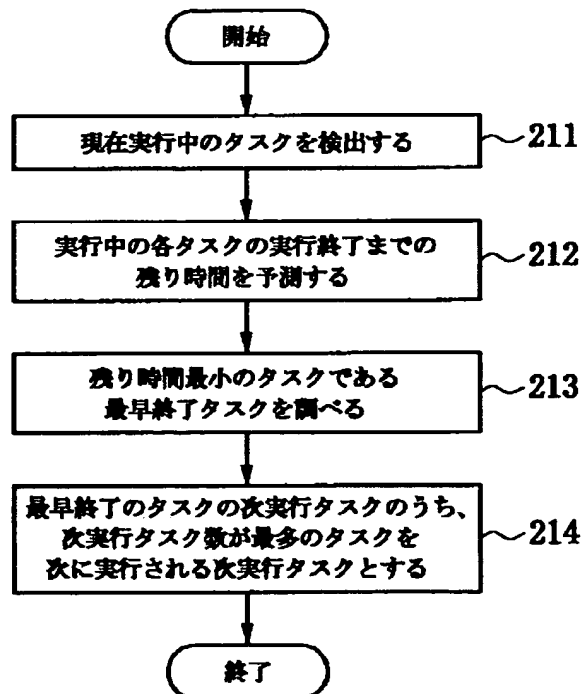 開始
現在実行中のタスクを検出する
211
実行中の各タスクの実行終了までの
残り時間を予測する
212
残り時間最小のタスクである
最早終了タスクを調べる
213
最早終了のタスクの次実行タスクのうち、
次実行タスク数が最多のタスクを
次に実行される次実行タスクとする
214
終了